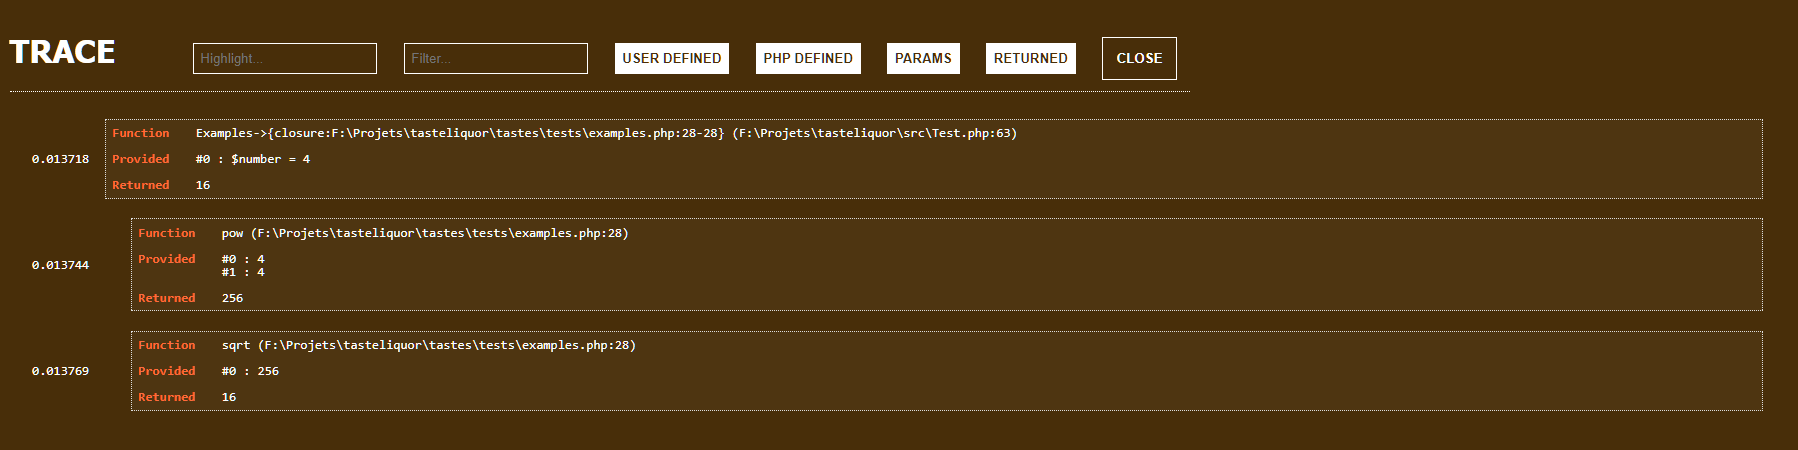 TRACE Highlight... Filter... USER DEFINED PHP DEFINED PARAMS RETURNED CLOSE
Function Examples->{closure:F:\Projets\tasteliquor\tastes\tests\examples.php:28-28} (F:\Projets\tasteliquor\src\Test.php:63)
0.013718 Provided #0 : $number = 4
Returned 16
Function pow (F:\Projets\tasteliquor\tastes\tests\examples.php:28)
Provided #0 : 4
0.013744
#1 : 4
Returned 256
Function sqrt (F:\Projets\tasteliquor\tastes\tests\examples.php:28)
0.013769 Provided #0 : 256
Returned 16